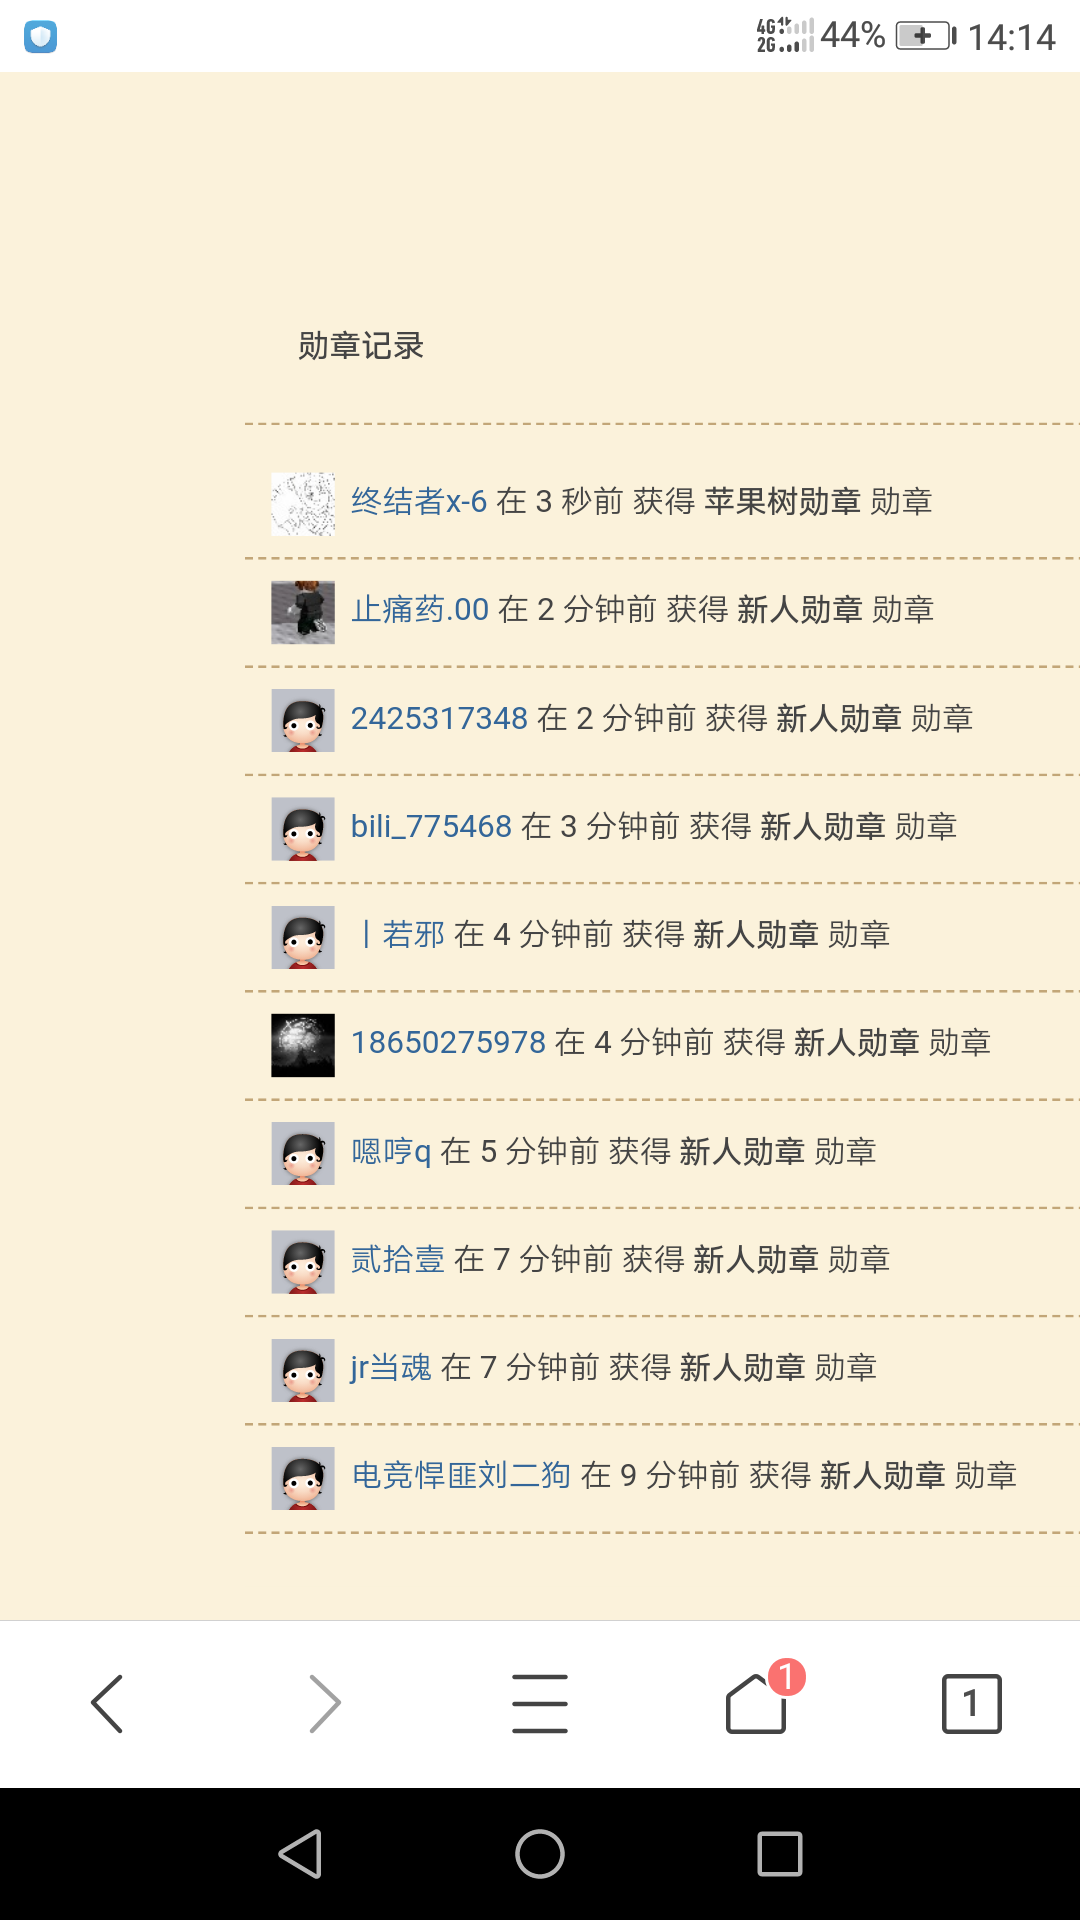 4G 2G 44% 14:14
勋章记录
终结者x-6 在 3 秒前 获得 苹果树勋章 勋章
止痛药.00 在 2 分钟前 获得 新人勋章 勋章
2425317348 在 2 分钟前 获得 新人勋章 勋章
bili_775468 在 3 分钟前 获得 新人勋章 勋章
丨若邪 在 4 分钟前 获得 新人勋章 勋章
18650275978 在 4 分钟前 获得 新人勋章 勋章
嗯哼q 在 5 分钟前 获得 新人勋章 勋章
贰拾壹 在 7 分钟前 获得 新人勋章 勋章
jr当魂 在 7 分钟前 获得 新人勋章 勋章
电竞悍匪刘二狗 在 9 分钟前 获得 新人勋章 勋章
1 1